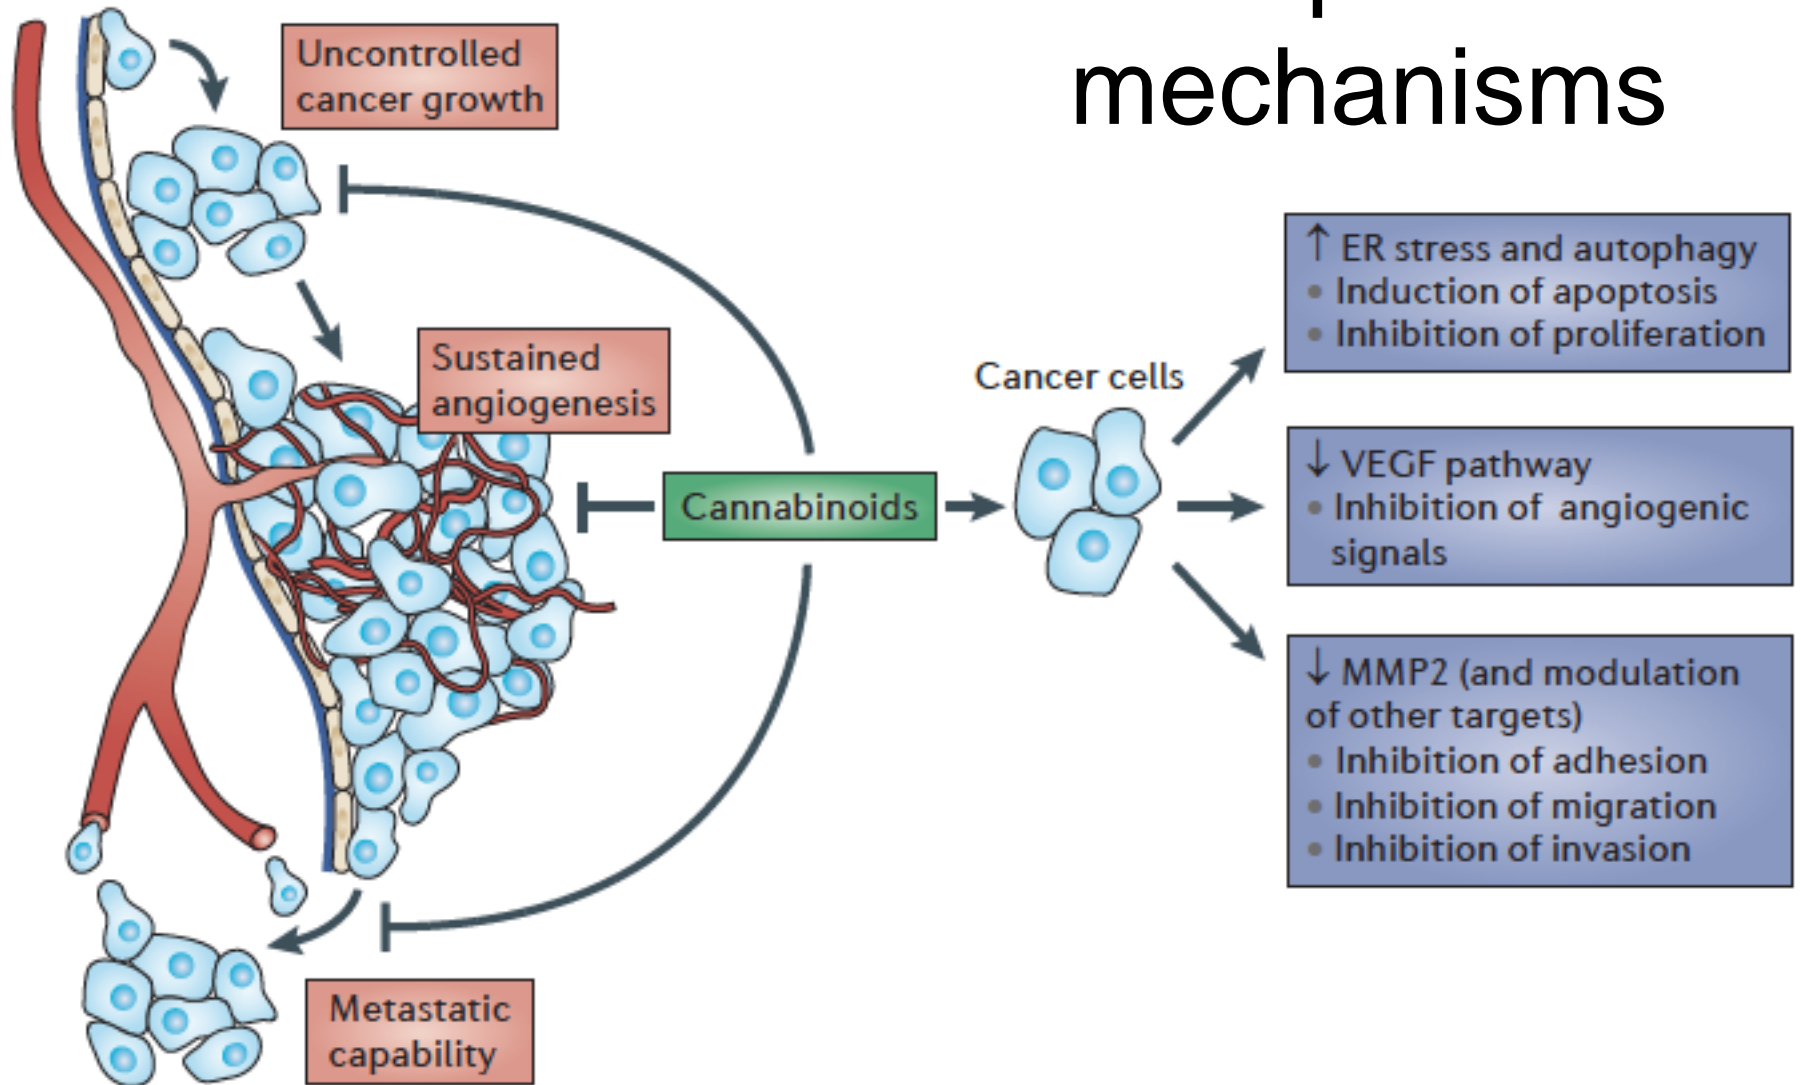 mechanisms
Uncontrolled
cancer growth
Sustained
angiogenesis
Cannabinoids
Metastatic
capability
Cancer cells
↑ ER stress and autophagy
• Induction of apoptosis
• Inhibition of proliferation
↓ VEGF pathway
• Inhibition of angiogenic
signals
↓ MMP2 (and modulation
of other targets)
• Inhibition of adhesion
• Inhibition of migration
• Inhibition of invasion